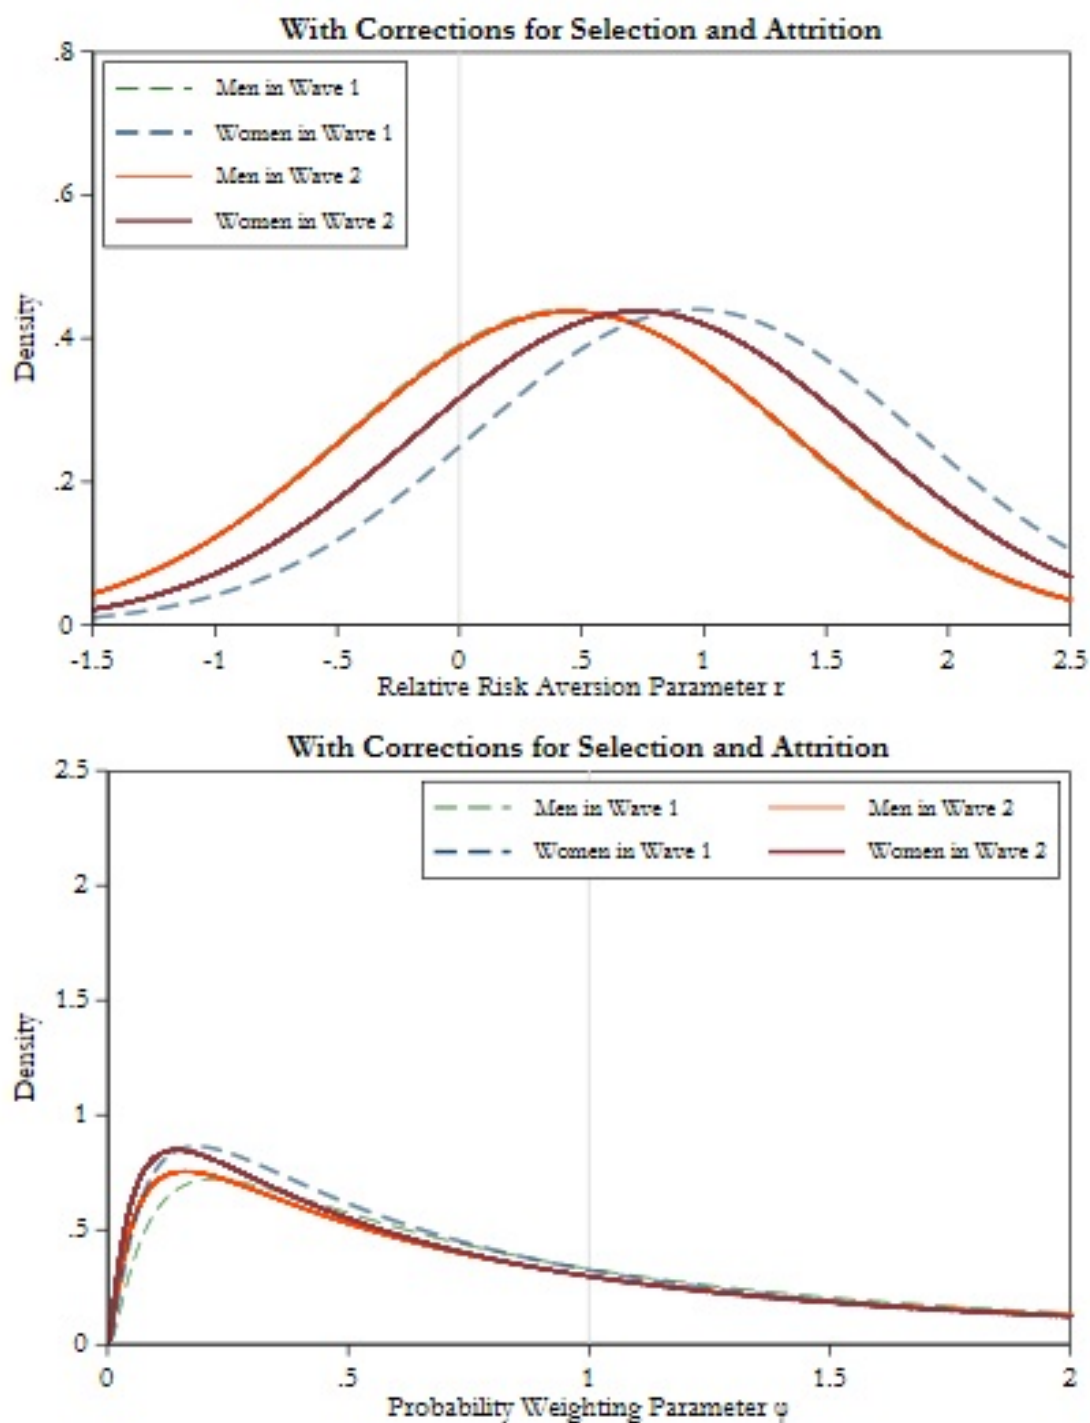 With Corrections for Selection and Attrition
.8
Men in Wave 1
Women in Wave 1
Men in Wave 2
Women in Wave 2
.6
Density
.4
.2
0
-1.5 -1 -.5 0 .5 1 1.5 2 2.5
Relative Risk Aversion Parameter r
With Corrections for Selection and Attrition
2.5
Men in Wave 1 Men in Wave 2
Women in Wave 1 Women in Wave 2
2
1.5
Density
1
.5
0
0 .5 1 1.5 2
Probability Weighting Parameter φ